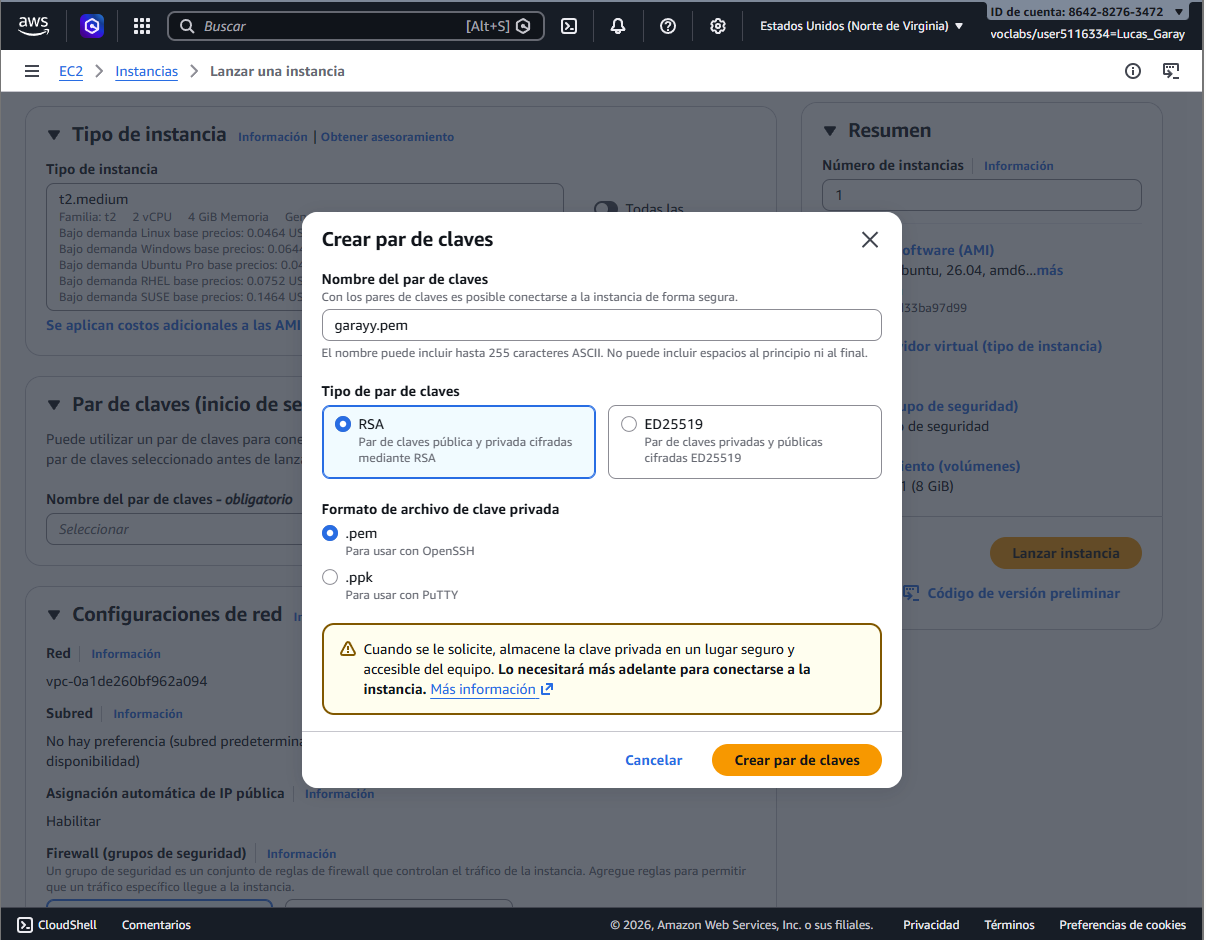 aws
Buscar [Alt+S]
Estados Unidos (Norte de Virginia)
ID de cuenta: 8642-8276-3472
voclabs/user5116334=Lucas_Garay
EC2 > Instancias > Lanzar una instancia
Tipo de instancia Información | Obtener asesoramiento
Tipo de instancia
t2.medium
Familia: t2 2 vCPU 4 GiB Memoria
Bajo demanda Linux base precios: 0.0464
Bajo demanda Windows base precios:
Bajo demanda Ubuntu Pro base precios:
Bajo demanda RHEL base precios: 0.0752
Bajo demanda SUSE base precios: 0.1464
Todas las
Se aplican costos adicionales a las AMI
Par de claves (inicio de
Puede utilizar un par de claves para
par de claves seleccionado antes de
Nombre del par de claves - obligatorio
Seleccionar
Configuraciones de red
Red Información
vpc-0a1de260bf962a094
Subred Información
No hay preferencia (subred
disponibilidad)
Asignación automática de IP pública Información
Habilitar
Firewall (grupos de seguridad) Información
Un grupo de seguridad es un conjunto de reglas de firewall que controlan el tráfico de la instancia. Agregue reglas para permitir
que un tráfico específico llegue a la instancia.
Crear par de claves
Nombre del par de claves
Con los pares de claves es posible conectarse a la instancia de forma segura.
garayy.pem
El nombre puede incluir hasta 255 caracteres ASCII. No puede incluir espacios al principio ni al final.
Tipo de par de claves
RSA
Par de claves pública y privada cifradas
mediante RSA
ED25519
Par de claves privadas y públicas
cifradas ED25519
Formato de archivo de clave privada
.pem
Para usar con OpenSSH
.ppk
Para usar con PuTTY
Cuando se le solicite, almacene la clave privada en un lugar seguro y
accesible del equipo. Lo necesitará más adelante para conectarse a la
instancia. Más información
Cancelar Crear par de claves
Resumen
Número de instancias Información
1
(AMI)
26.04, amd6...más
33ba97d99
virtual (tipo de instancia)
de seguridad)
de seguridad
(volúmenes)
1 (8 GiB)
Lanzar instancia
Código de versión preliminar
CloudShell Comentarios © 2026, Amazon Web Services, Inc. o sus filiales. Privacidad Términos Preferencias de cookies